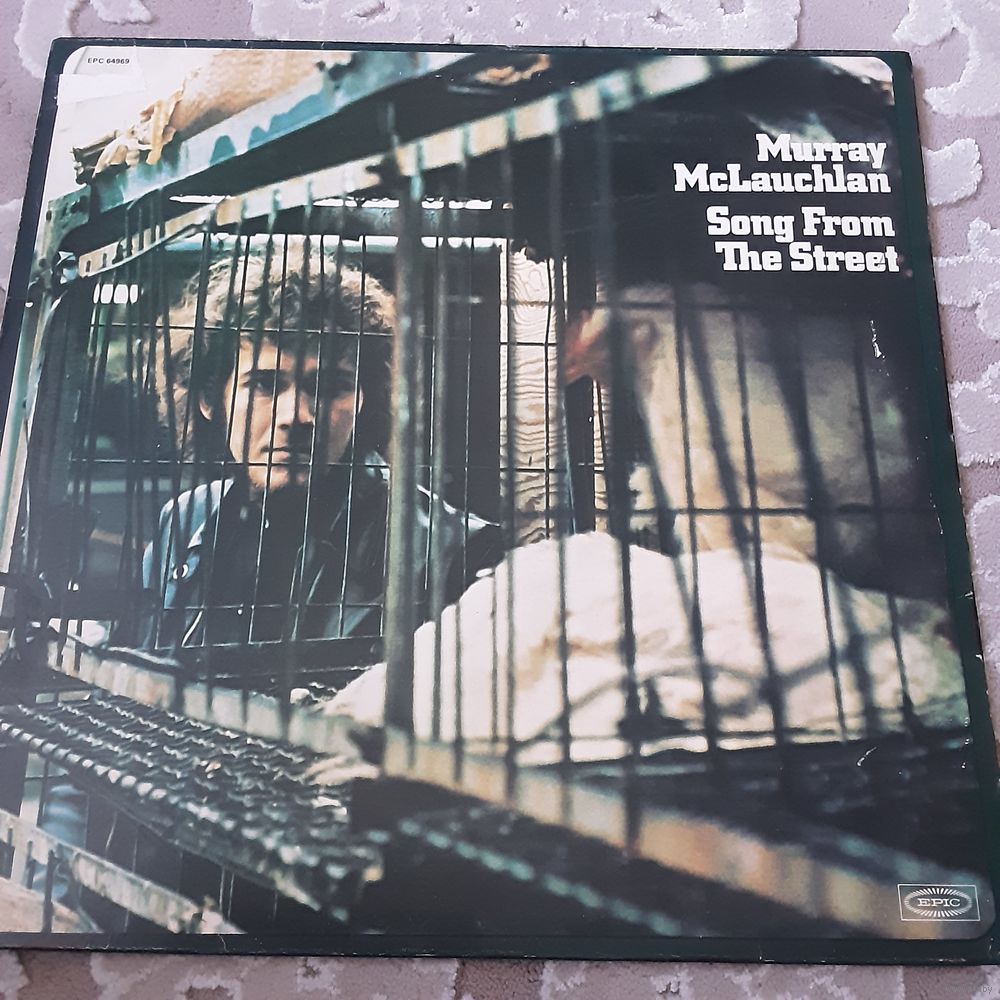 EPC 64969
Murray
McLauchlan
Song From
The Street
EPIC